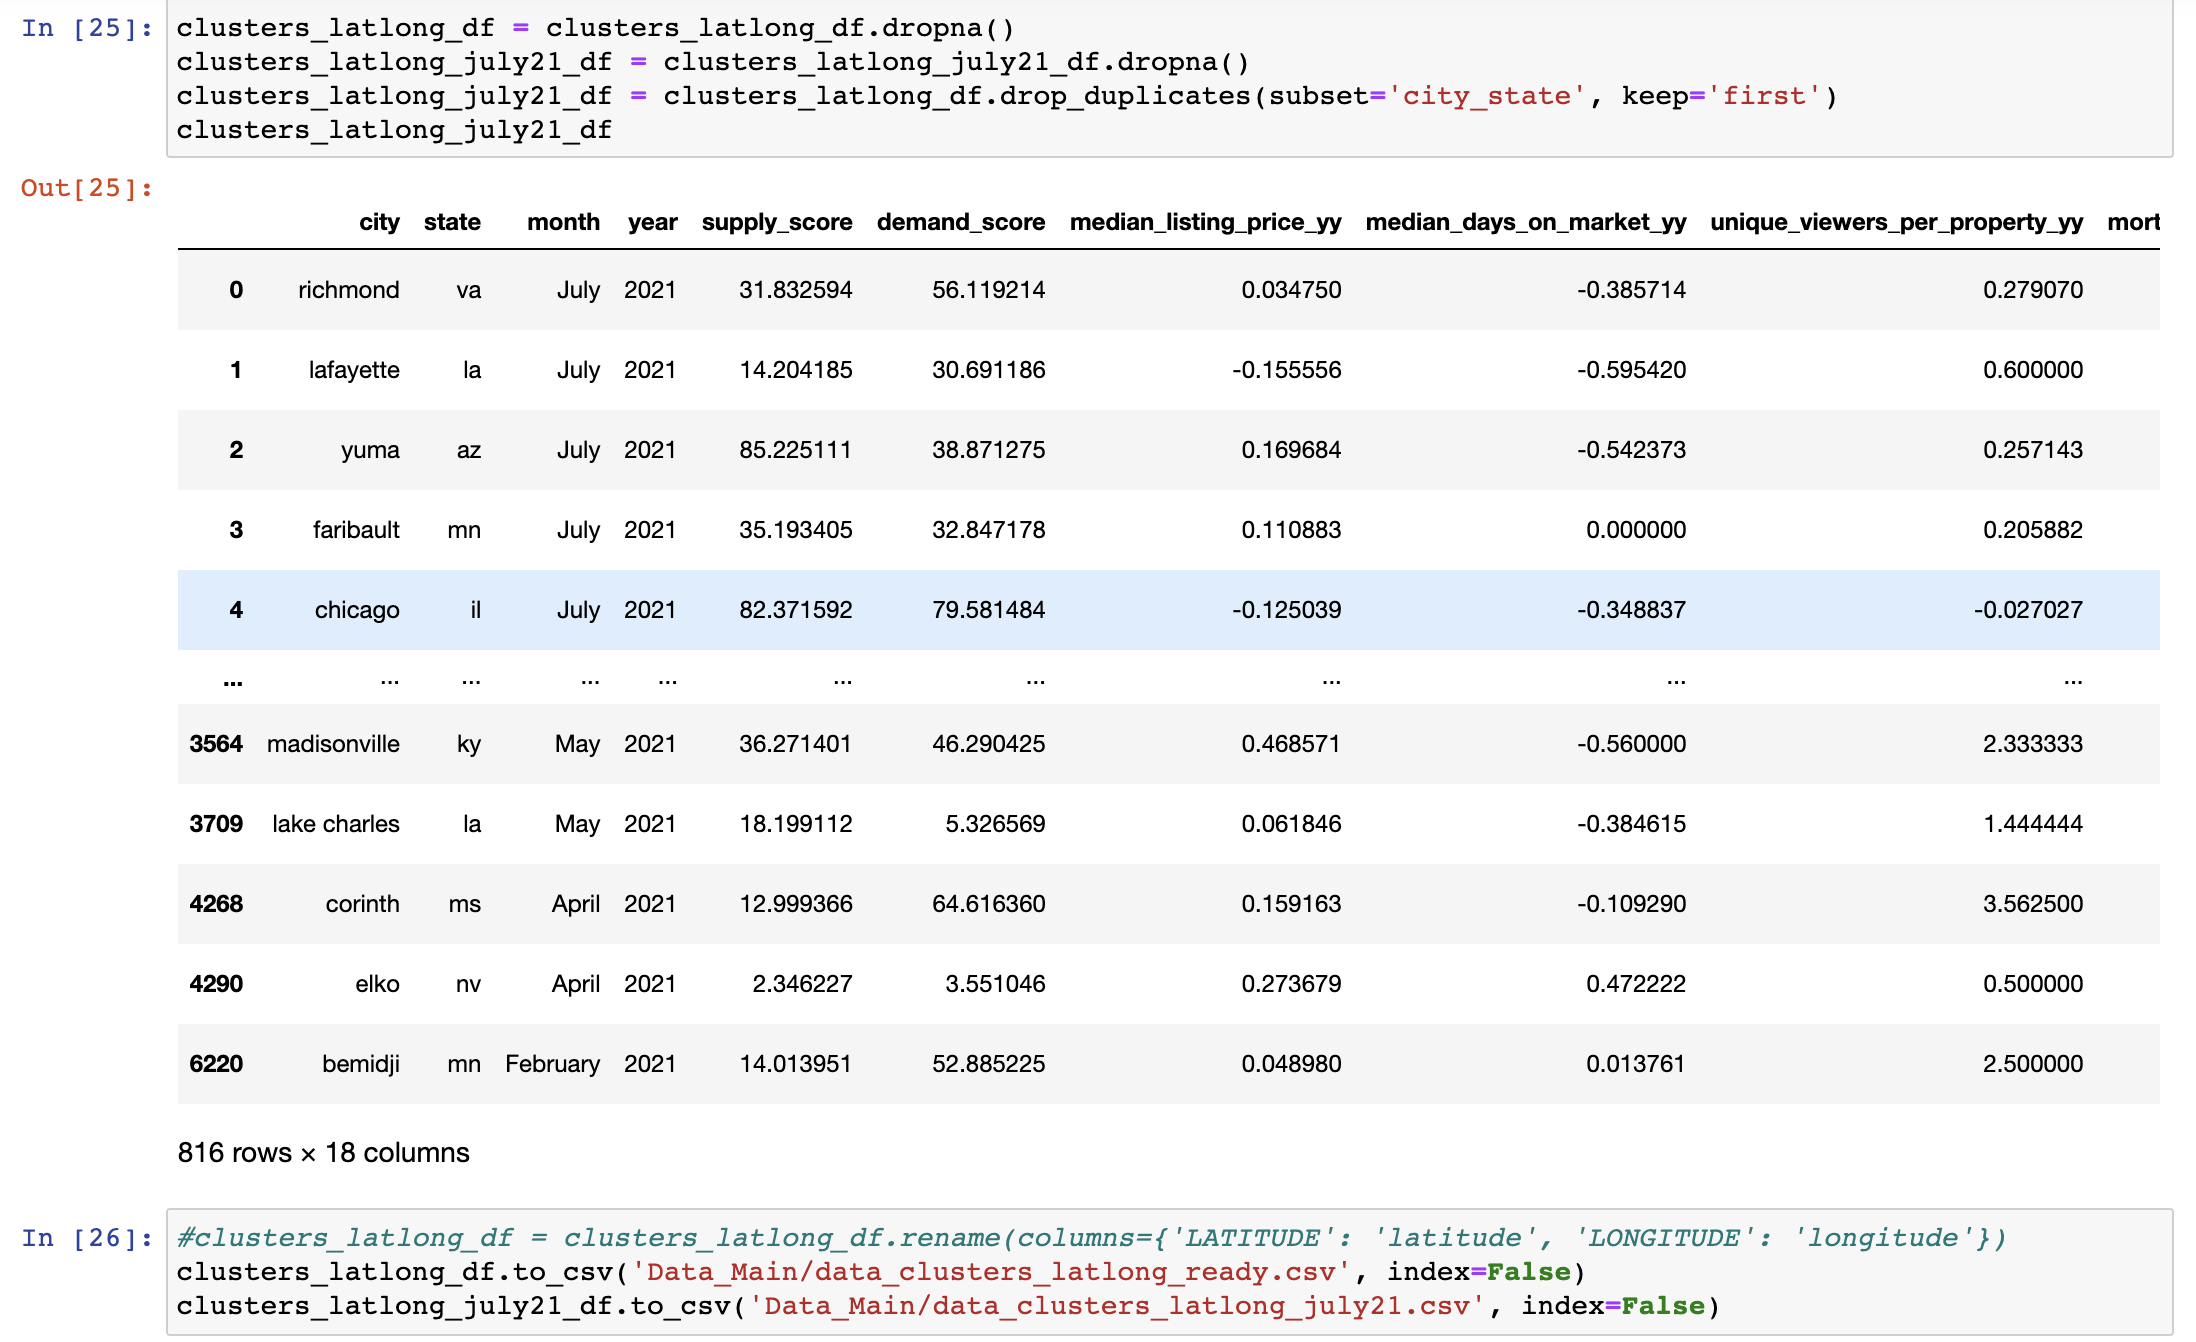 In [25]: clusters_latlong_df = clusters_latlong_df.dropna()
clusters_latlong_july21_df = clusters_latlong_july21_df.dropna()
clusters_latlong_july21_df = clusters_latlong_df.drop_duplicates(subset='city_state', keep='first')
clusters_latlong_july21_df
Out[25]:
city state month year supply_score demand_score median_listing_price_yy median_days_on_market_yy unique_viewers_per_property_yy mort
0 richmond va July 2021 31.832594 56.119214 0.034750 -0.385714 0.279070
1 lafayette la July 2021 14.204185 30.691186 -0.155556 -0.595420 0.600000
2 yuma az July 2021 85.225111 38.871275 0.169684 -0.542373 0.257143
3 faribault mn July 2021 35.193405 32.847178 0.110883 0.000000 0.205882
4 chicago il July 2021 82.371592 79.581484 -0.125039 -0.348837 -0.027027
... ... ... ... ... ... ... ... ... ...
3564 madisonville ky May 2021 36.271401 46.290425 0.468571 -0.560000 2.333333
3709 lake charles la May 2021 18.199112 5.326569 0.061846 -0.384615 1.444444
4268 corinth ms April 2021 12.999366 64.616360 0.159163 -0.109290 3.562500
4290 elko nv April 2021 2.346227 3.551046 0.273679 0.472222 0.500000
6220 bemidji mn February 2021 14.013951 52.885225 0.048980 0.013761 2.500000
816 rows × 18 columns
In [26]: #clusters_latlong_df = clusters_latlong_df.rename(columns={'LATITUDE': 'latitude', 'LONGITUDE': 'longitude'})
clusters_latlong_df.to_csv('Data_Main/data_clusters_latlong_ready.csv', index=False)
clusters_latlong_july21_df.to_csv('Data_Main/data_clusters_latlong_july21.csv', index=False)